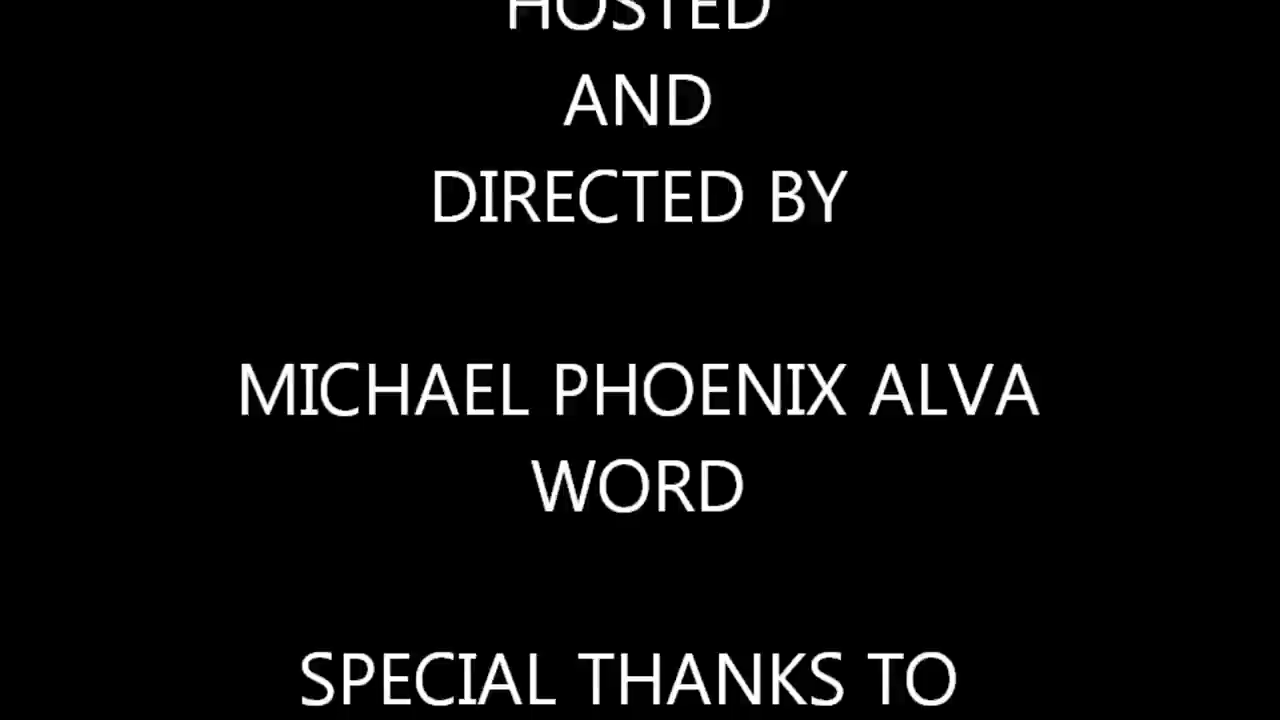 HOSTED
AND
DIRECTED BY
MICHAEL PHOENIX ALVA
WORD
SPECIAL THANKS TO